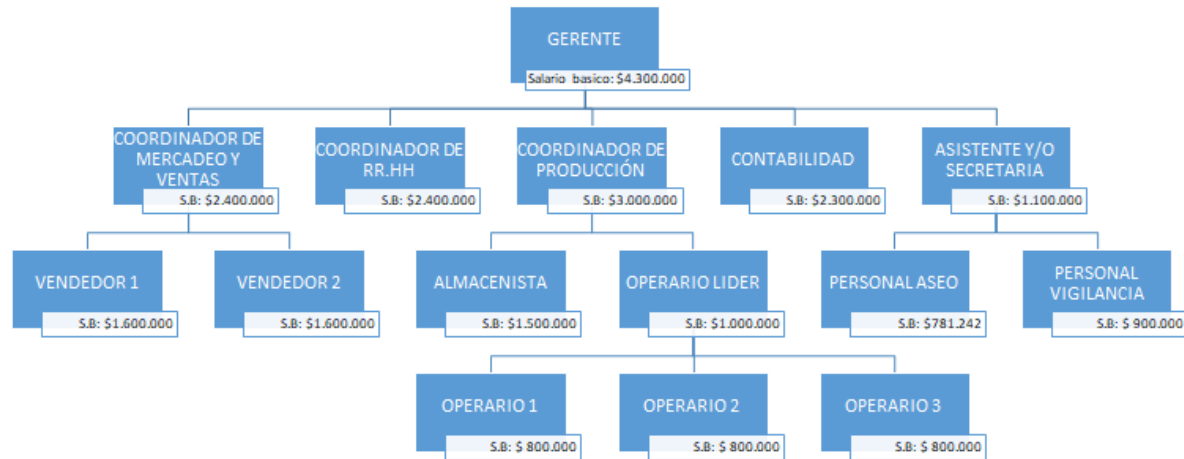 GERENTE
Salario basico: $4.300.000
COORDINADOR DE
MERCADEO Y
VENTAS
S.B: $2.400.000
COORDINADOR DE
RR.HH
S.B: $2.400.000
COORDINADOR DE
PRODUCCIÓN
S.B: $3.000.000
CONTABILIDAD
S.B: $2.300.000
ASISTENTE Y/O
SECRETARIA
S.B: $1.100.000
VENDEDOR 1
S.B: $1.600.000
VENDEDOR 2
S.B: $1.600.000
ALMACENISTA
S.B: $1.500.000
OPERARIO LIDER
S.B: $1.000.000
PERSONAL ASEO
S.B: $781.242
PERSONAL
VIGILANCIA
S.B: $ 900.000
OPERARIO 1
S.B: $ 800.000
OPERARIO 2
S.B: $ 800.000
OPERARIO 3
S.B: $ 800.000